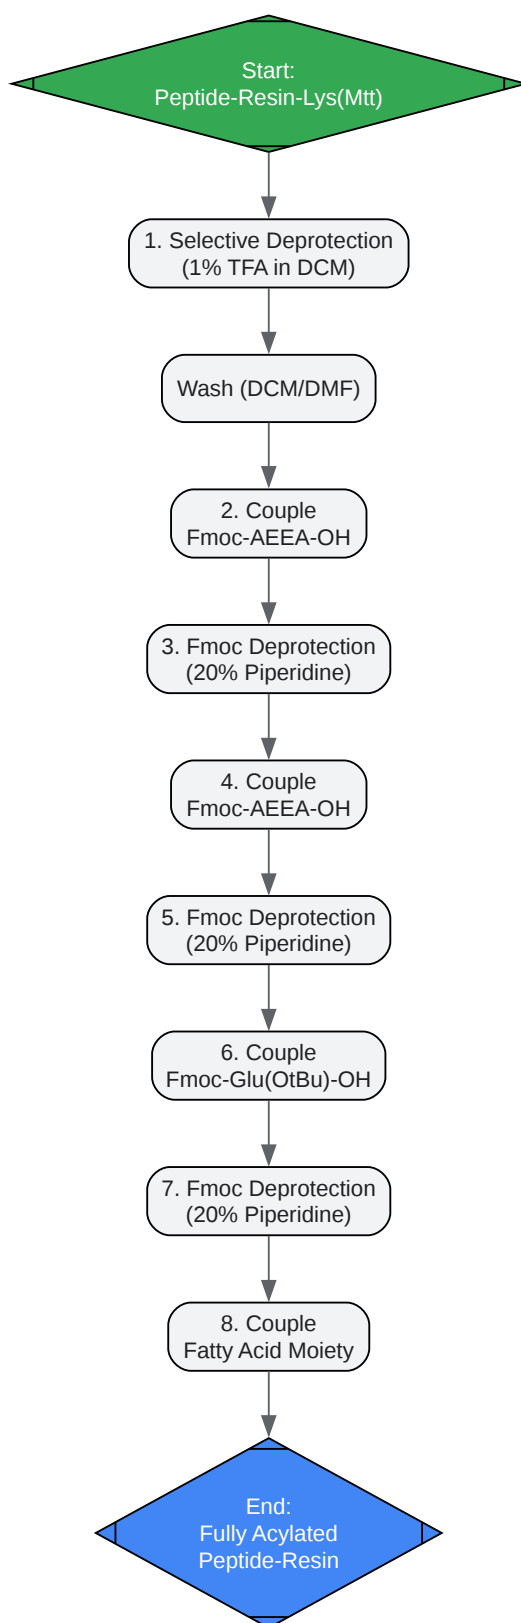 Start:
Peptide-Resin-Lys(Mtt)
1. Selective Deprotection
(1% TFA in DCM)
Wash (DCM/DMF)
2. Couple
Fmoc-AEEA-OH
3. Fmoc Deprotection
(20% Piperidine)
4. Couple
Fmoc-AEEA-OH
5. Fmoc Deprotection
(20% Piperidine)
6. Couple
Fmoc-Glu(OtBu)-OH
7. Fmoc Deprotection
(20% Piperidine)
8. Couple
Fatty Acid Moiety
End:
Fully Acylated
Peptide-Resin